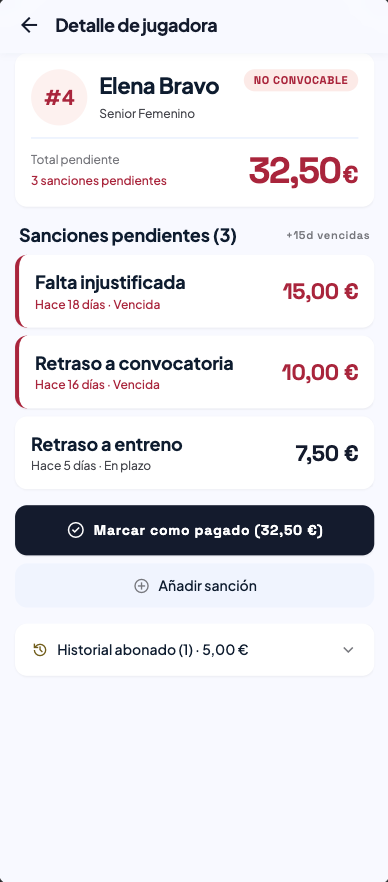 Detalle de jugadora
#4
Elena Bravo
NO CONVOCABLE
Senior Femenino
Total pendiente
3 sanciones pendientes
32,50€
Sanciones pendientes (3)
+15d vencidas
Falta injustificada
Hace 18 días · Vencida
15,00 €
Retraso a convocatoria
Hace 16 días · Vencida
10,00 €
Retraso a entreno
Hace 5 días · En plazo
7,50 €
Marcar como pagado (32,50 €)
Añadir sanción
Historial abonado (1) · 5,00 €